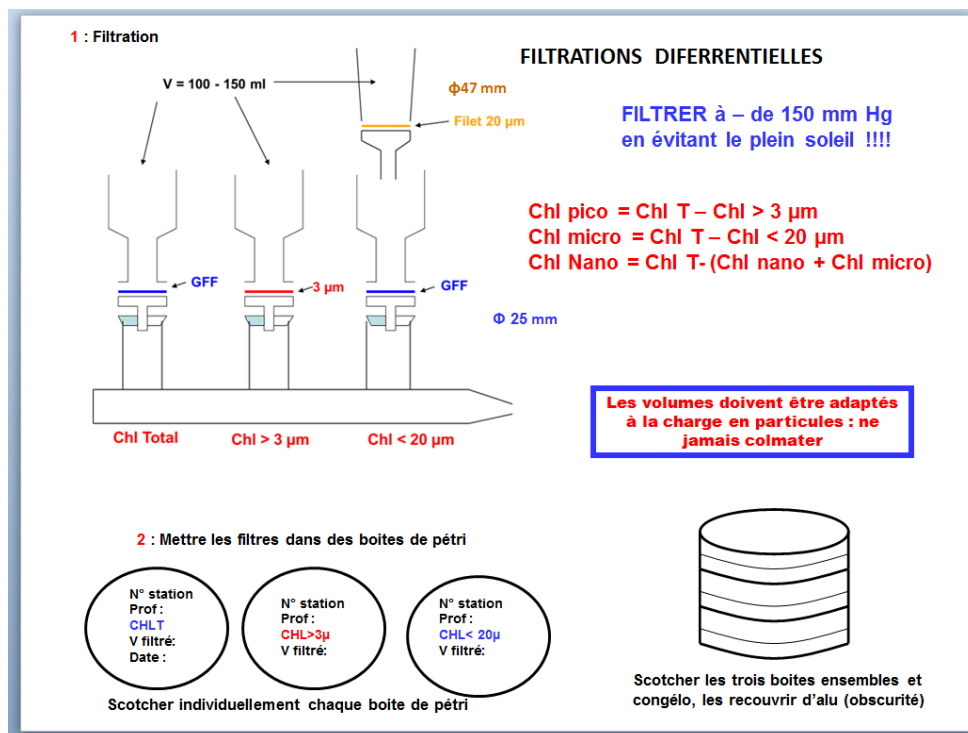 1 : Filtration
FILTRATIONS DIFERRENTIELLES
V = 100 - 150 ml
Φ47 mm
Filet 20 µm
FILTRER à – de 150 mm Hg
en évitant le plein soleil !!!!
Chl pico = Chl T – Chl > 3 µm
Chl micro = Chl T – Chl < 20 µm
Chl Nano = Chl T- (Chl nano + Chl micro)
GFF
3 µm
GFF
Φ 25 mm
Les volumes doivent être adaptés
à la charge en particules : ne
jamais colmater
Chl Total
Chl > 3 µm
Chl < 20 µm
2 : Mettre les filtres dans des boites de pétri
N° station
Prof :
CHLT
V filtré:
Date :
N° station
Prof :
CHL>3µ
V filtré:
N° station
Prof :
CHL< 20µ
V filtré:
Scotcher individuellement chaque boite de pétri
Scotcher les trois boites ensembles et
congélo, les recouvrir d'alu (obscurité)